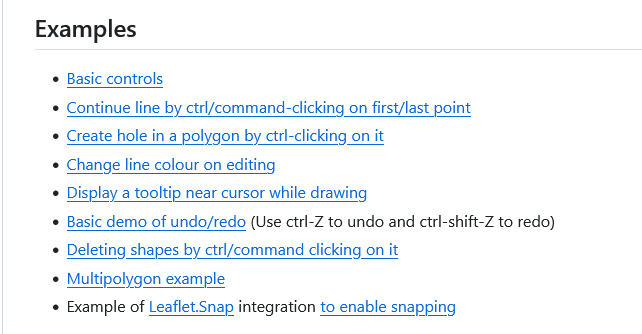 Examples
Basic controls
Continue line by ctrl/command-clicking on first/last point
Create hole in a polygon by ctrl-clicking on it
Change line colour on editing
Display a tooltip near cursor while drawing
Basic demo of undo/redo (Use ctrl-Z to undo and ctrl-shift-Z to redo)
Deleting shapes by ctrl/command clicking on it
Multipolygon example
Example of Leaflet.Snap integration to enable snapping